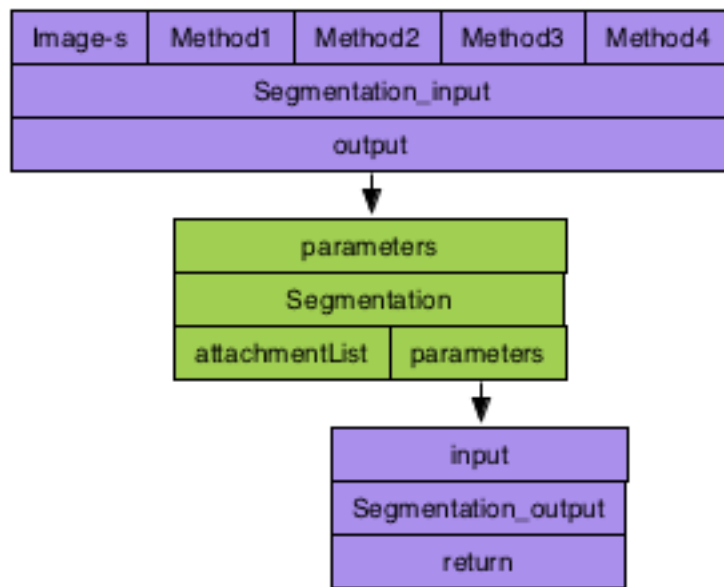 Image-s Method1 Method2 Method3 Method4
Segmentation_input
output
parameters
Segmentation
attachmentList parameters
input
Segmentation_output
return